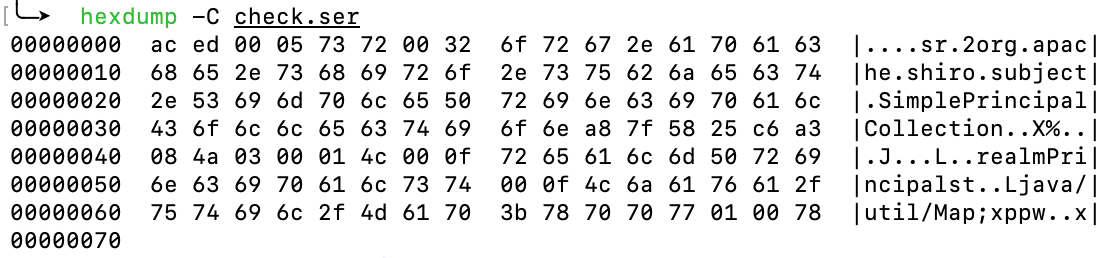 [╰─➤  hexdump -C check.ser
00000000  ac ed 00 05 73 72 00 32  6f 72 67 2e 61 70 61 63  |....sr.2org.apac|
00000010  68 65 2e 73 68 69 72 6f  2e 73 75 62 6a 65 63 74  |he.shiro.subject|
00000020  2e 53 69 6d 70 6c 65 50  72 69 6e 63 69 70 61 6c  |.SimplePrincipal|
00000030  43 6f 6c 6c 65 63 74 69  6f 6e a8 7f 58 25 c6 a3  |Collection..X%..|
00000040  08 4a 03 00 01 4c 00 0f  72 65 61 6c 6d 50 72 69  |.J...L..realmPri|
00000050  6e 63 69 70 61 6c 73 74  00 0f 4c 6a 61 76 61 2f  |ncipalst..Ljava/|
00000060  75 74 69 6c 2f 4d 61 70  3b 78 70 70 77 01 00 78  |util/Map;xppw..x|
00000070